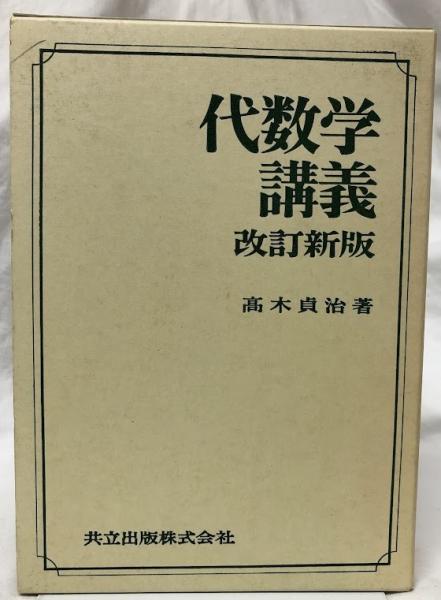 代数学
講義
改訂新版
髙木貞治著
共立出版株式会社